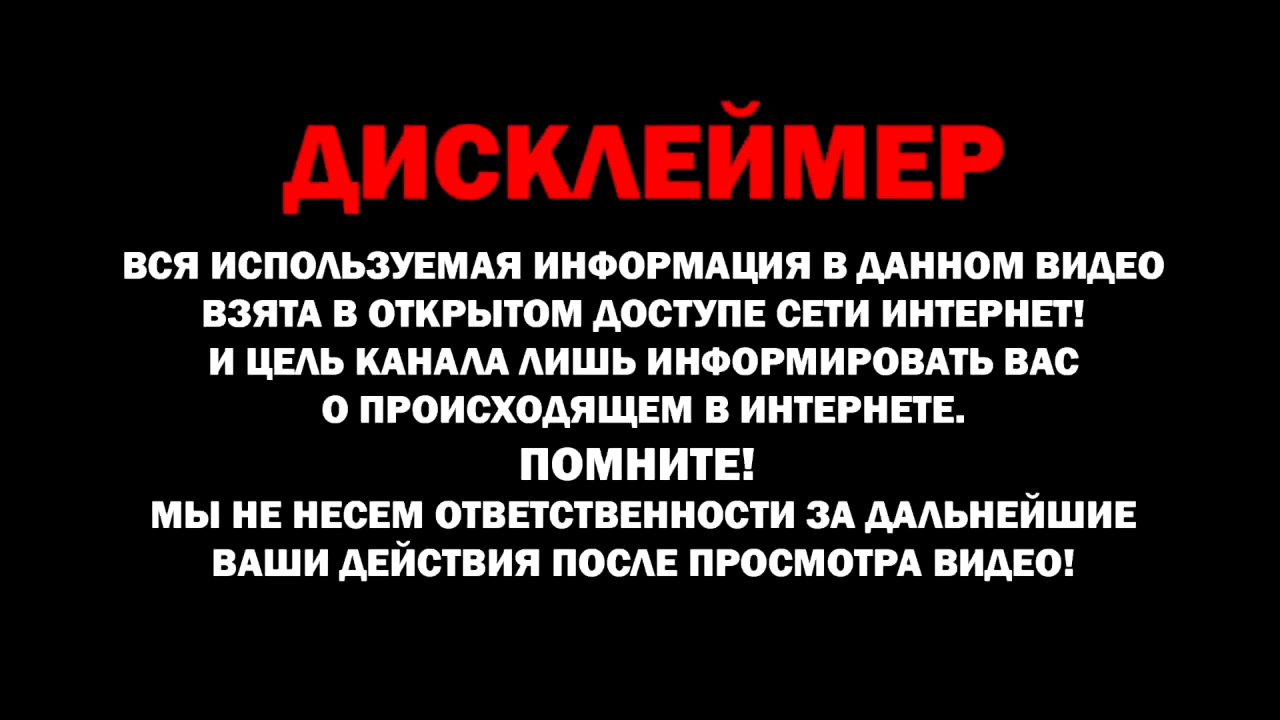 ДИСКЛЕЙМЕР
ВСЯ ИСПОЛЬЗУЕМАЯ ИНФОРМАЦИЯ В ДАННОМ ВИДЕО
ВЗЯТА В ОТКРЫТОМ ДОСТУПЕ СЕТИ ИНТЕРНЕТ!
И ЦЕЛЬ КАНАЛА ЛИШЬ ИНФОРМИРОВАТЬ ВАС
О ПРОИСХОДЯЩЕМ В ИНТЕРНЕТЕ.
ПОМНИТЕ!
МЫ НЕ НЕСЕМ ОТВЕТСТВЕННОСТИ ЗА ДАЛЬНЕЙШИЕ
ВАШИ ДЕЙСТВИЯ ПОСЛЕ ПРОСМОТРА ВИДЕО!